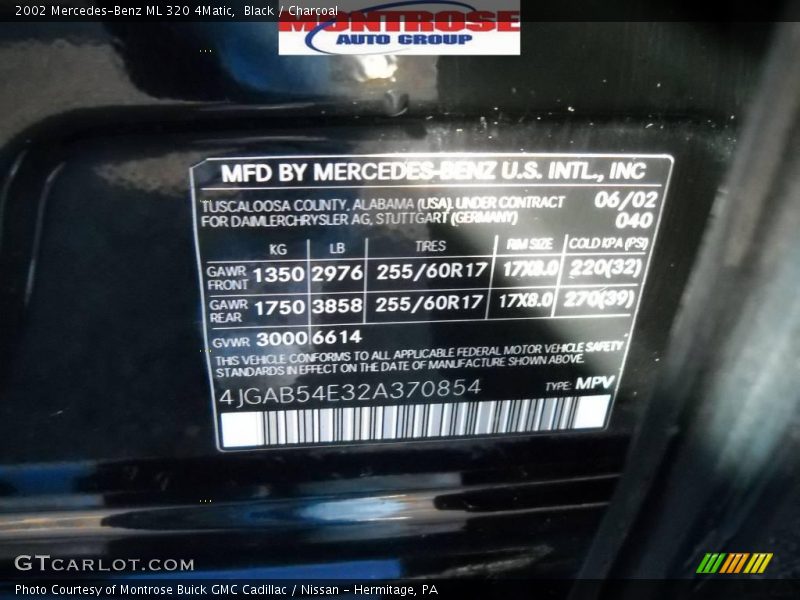 2002 Mercedes-Benz ML 320 4Matic, Black / Charcoal
MONTROSE
AUTO GROUP
MFD BY MERCEDES-BENZ U.S. INTL., INC
TUSCALOOSA COUNTY, ALABAMA (USA), UNDER CONTRACT 06/02
FOR DAIMLERCHRYSLER AG, STUTTGART (GERMANY) 040
KG LB TIRES RIM SIZE COLD KPA (PSI)
GAWR FRONT 1350 2976 255/60R17 17X8.0 220(32)
GAWR REAR 1750 3858 255/60R17 17X8.0 270(39)
GVWR 3000 6614
THIS VEHICLE CONFORMS TO ALL APPLICABLE FEDERAL MOTOR VEHICLE SAFETY
STANDARDS IN EFFECT ON THE DATE OF MANUFACTURE SHOWN ABOVE.
4JGAB54E32A370854 TYPE: MPV
GTCARLOT.COM
Photo Courtesy of Montrose Buick GMC Cadillac / Nissan - Hermitage, PA